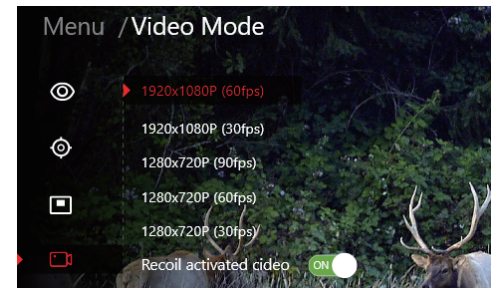 Menu / Video Mode
1920x1080P (60fps)
1920x1080P (30fps)
1280x720P (90fps)
1280x720P (60fps)
1280x720P (30fps)
Recoil activated cideo ON